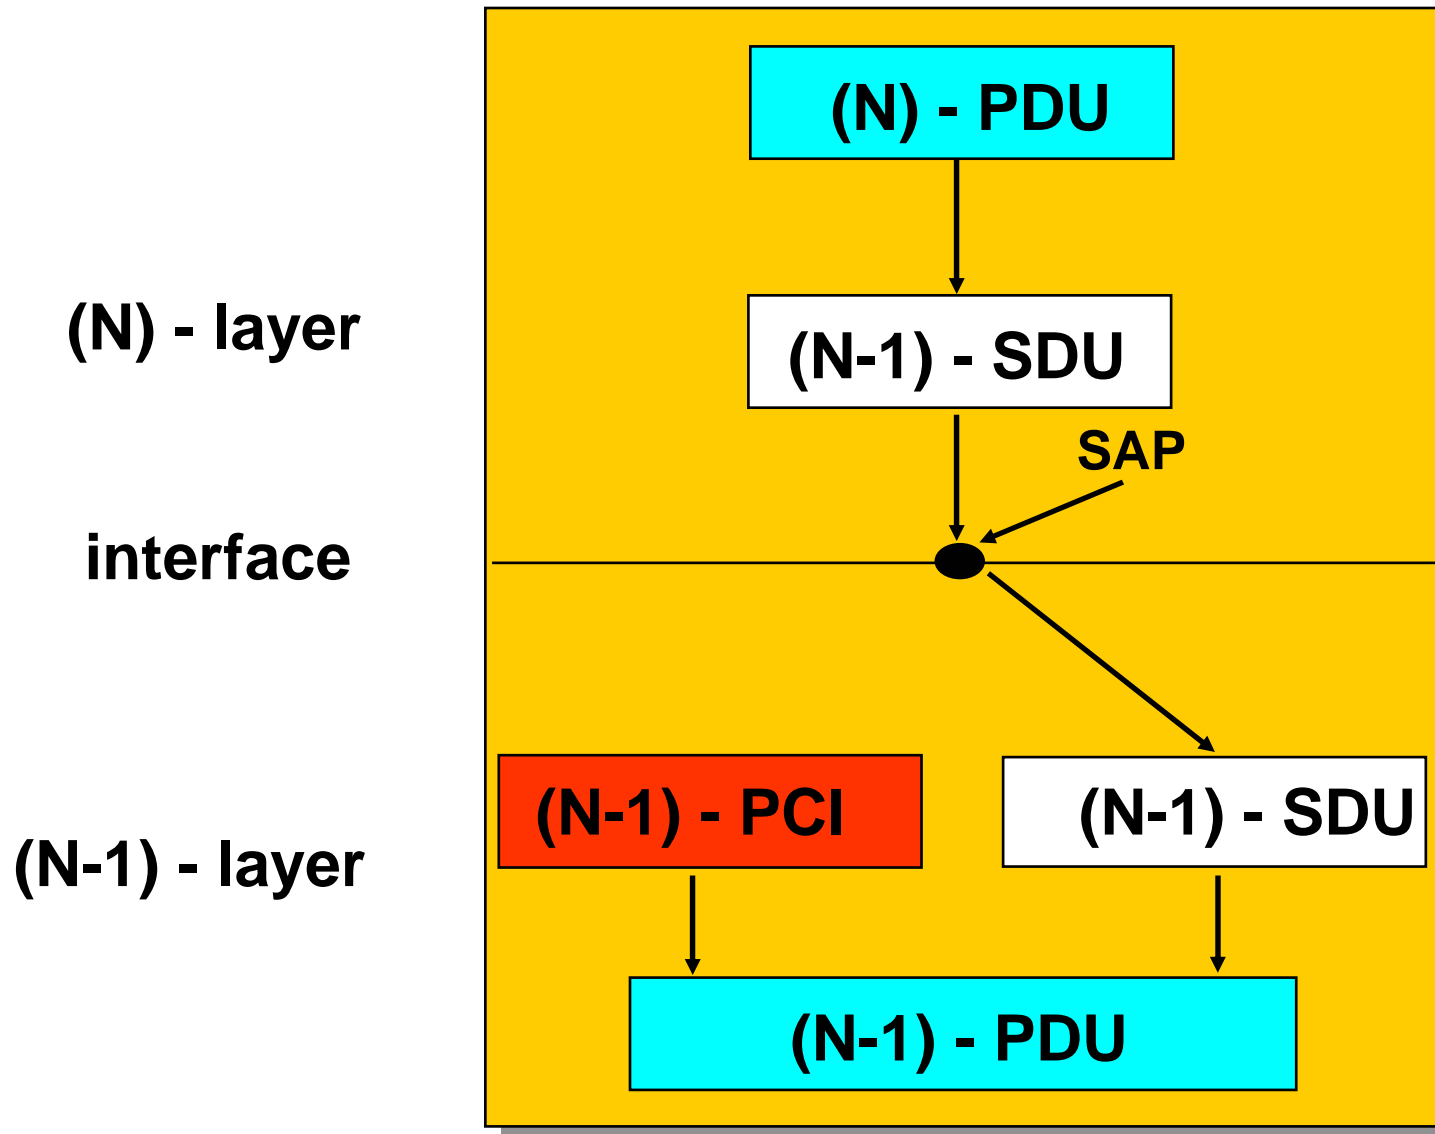 (N) - PDU
(N) - layer
(N-1) - SDU
SAP
interface
(N-1) - PCI
(N-1) - SDU
(N-1) - layer
(N-1) - PDU